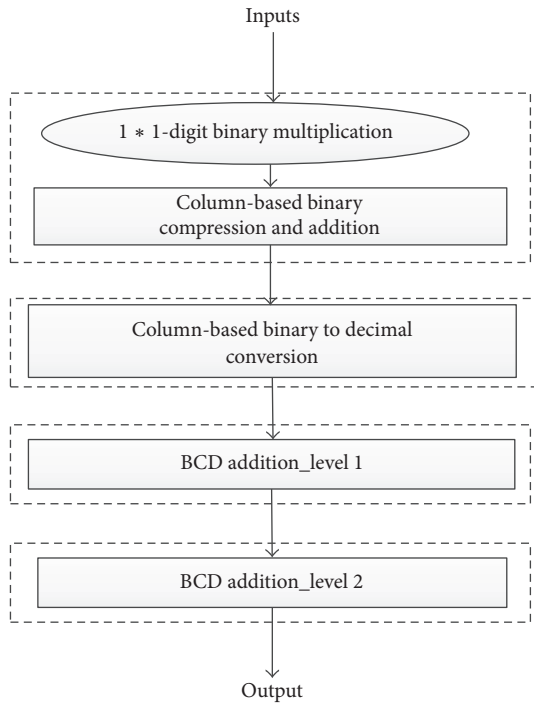 Inputs
1 * 1-digit binary multiplication
Column-based binary
compression and addition
Column-based binary to decimal
conversion
BCD addition_level 1
BCD addition_level 2
Output